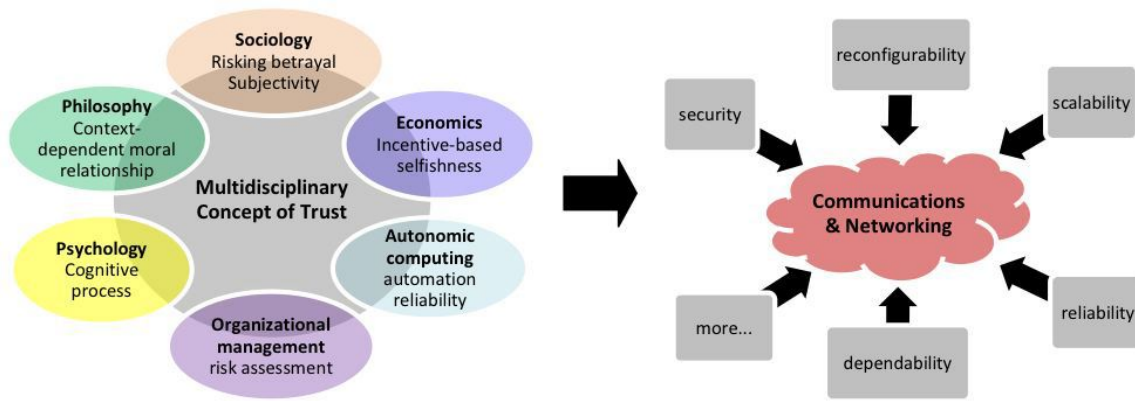 Sociology
Risking betrayal
Subjectivity
Philosophy
Context-
dependent moral
relationship
Economics
Incentive-based
selfishness
Multidisciplinary
Concept of Trust
Psychology
Cognitive
process
Autonomic
computing
automation
reliability
Organizational
management
risk assessment
reconfigurability
security
scalability
Communications
& Networking
more...
dependability
reliability